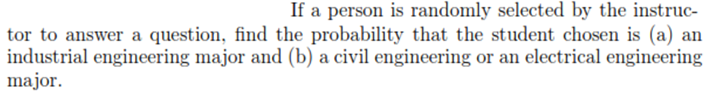 If a person is randomly selected by the instruc-
tor to answer a question, find the probability that the student chosen is (a) an
industrial engineering major and (b) a civil engineering or an electrical engineering
major.